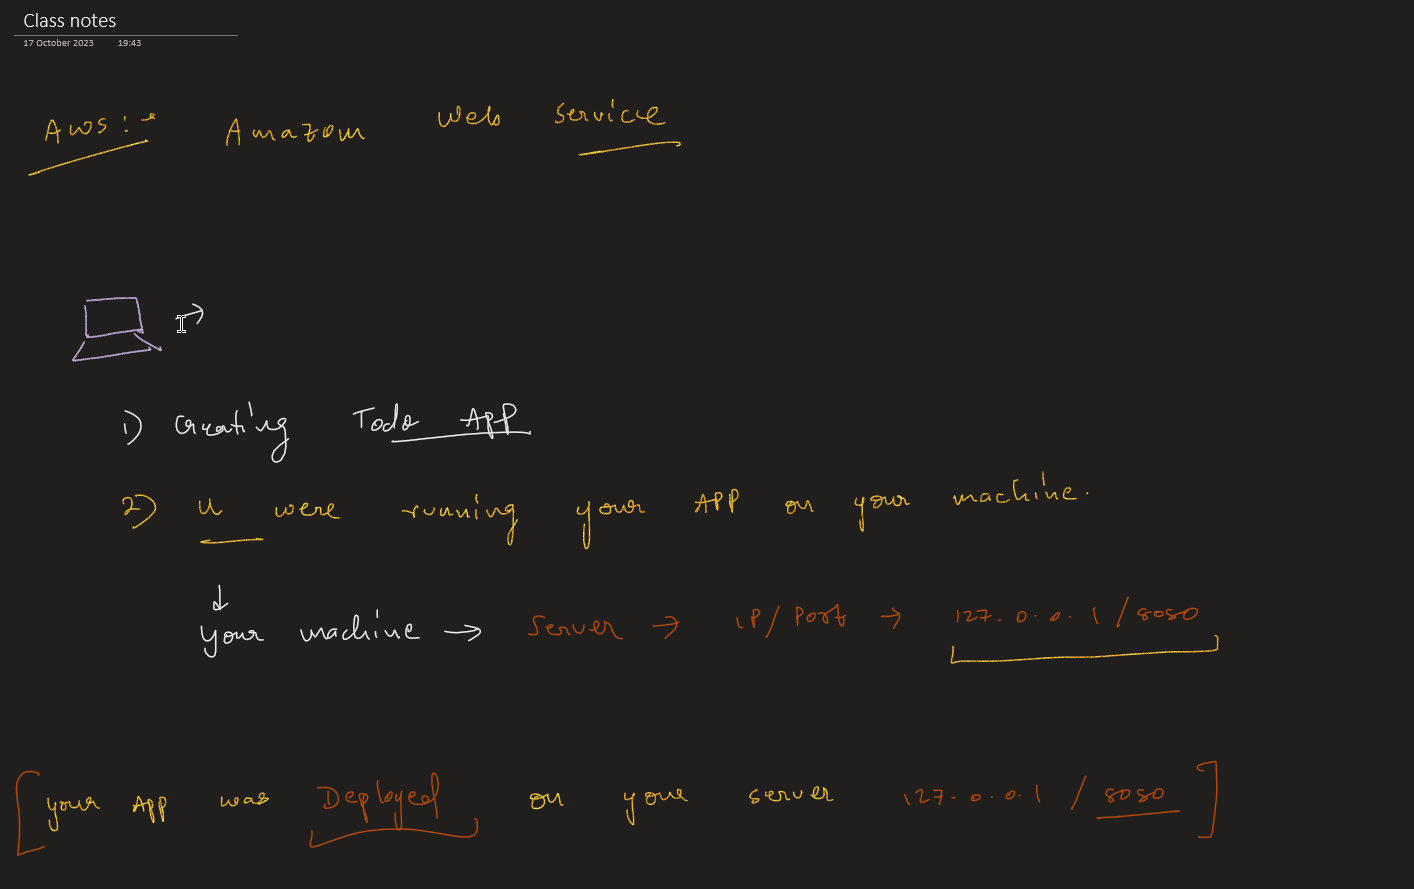 Class notes
17 October 2023 19:43
AWS :- Amazon Web Service
1) Creating Todo APP
2) U were running your APP on your machine.
↓
your machine → Server → IP/Port → 127.0.0.1/8080
[your App was Deployed on your server 127.0.0.1 / 8080]